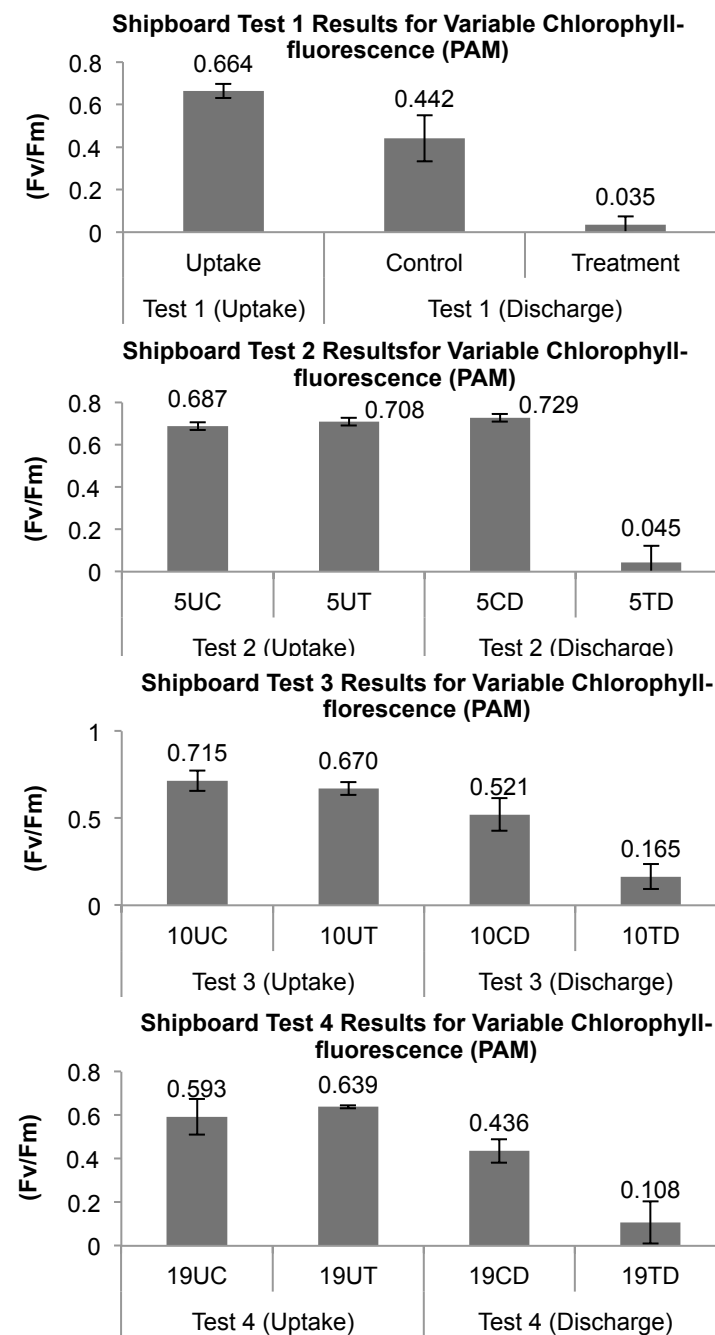 Shipboard Test 1 Results for Variable Chlorophyll-
fluorescence (PAM)
(Fv/Fm)
0.8
0.6
0.4
0.2
0
0.664
0.442
0.035
Uptake Control Treatment
Test 1 (Uptake) Test 1 (Discharge)
Shipboard Test 2 Resultsfor Variable Chlorophyll-
fluorescence (PAM)
(Fv/Fm)
0.8
0.6
0.4
0.2
0
0.687
0.708
0.729
0.045
5UC 5UT 5CD 5TD
Test 2 (Uptake) Test 2 (Discharge)
Shipboard Test 3 Results for Variable Chlorophyll-
florescence (PAM)
(Fv/Fm)
1
0.5
0
0.715
0.670
0.521
0.165
10UC 10UT 10CD 10TD
Test 3 (Uptake) Test 3 (Discharge)
Shipboard Test 4 Results for Variable Chlorophyll-
fluorescence (PAM)
(Fv/Fm)
0.8
0.6
0.4
0.2
0
0.593
0.639
0.436
0.108
19UC 19UT 19CD 19TD
Test 4 (Uptake) Test 4 (Discharge)